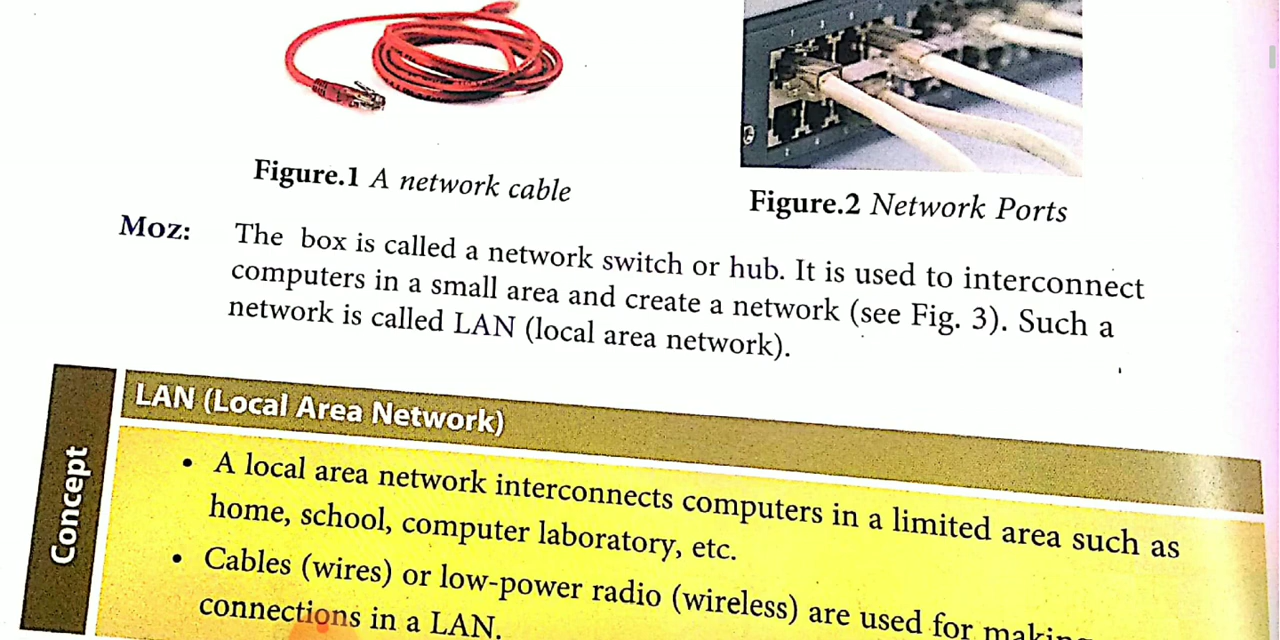 Figure.1 A network cable
Figure.2 Network Ports
Moz: The box is called a network switch or hub. It is used to interconnect
computers in a small area and create a network (see Fig. 3). Such a
network is called LAN (local area network).
Concept
LAN (Local Area Network)
• A local area network interconnects computers in a limited area such as
home, school, computer laboratory, etc.
• Cables (wires) or low-power radio (wireless) are used for making
connections in a LAN.